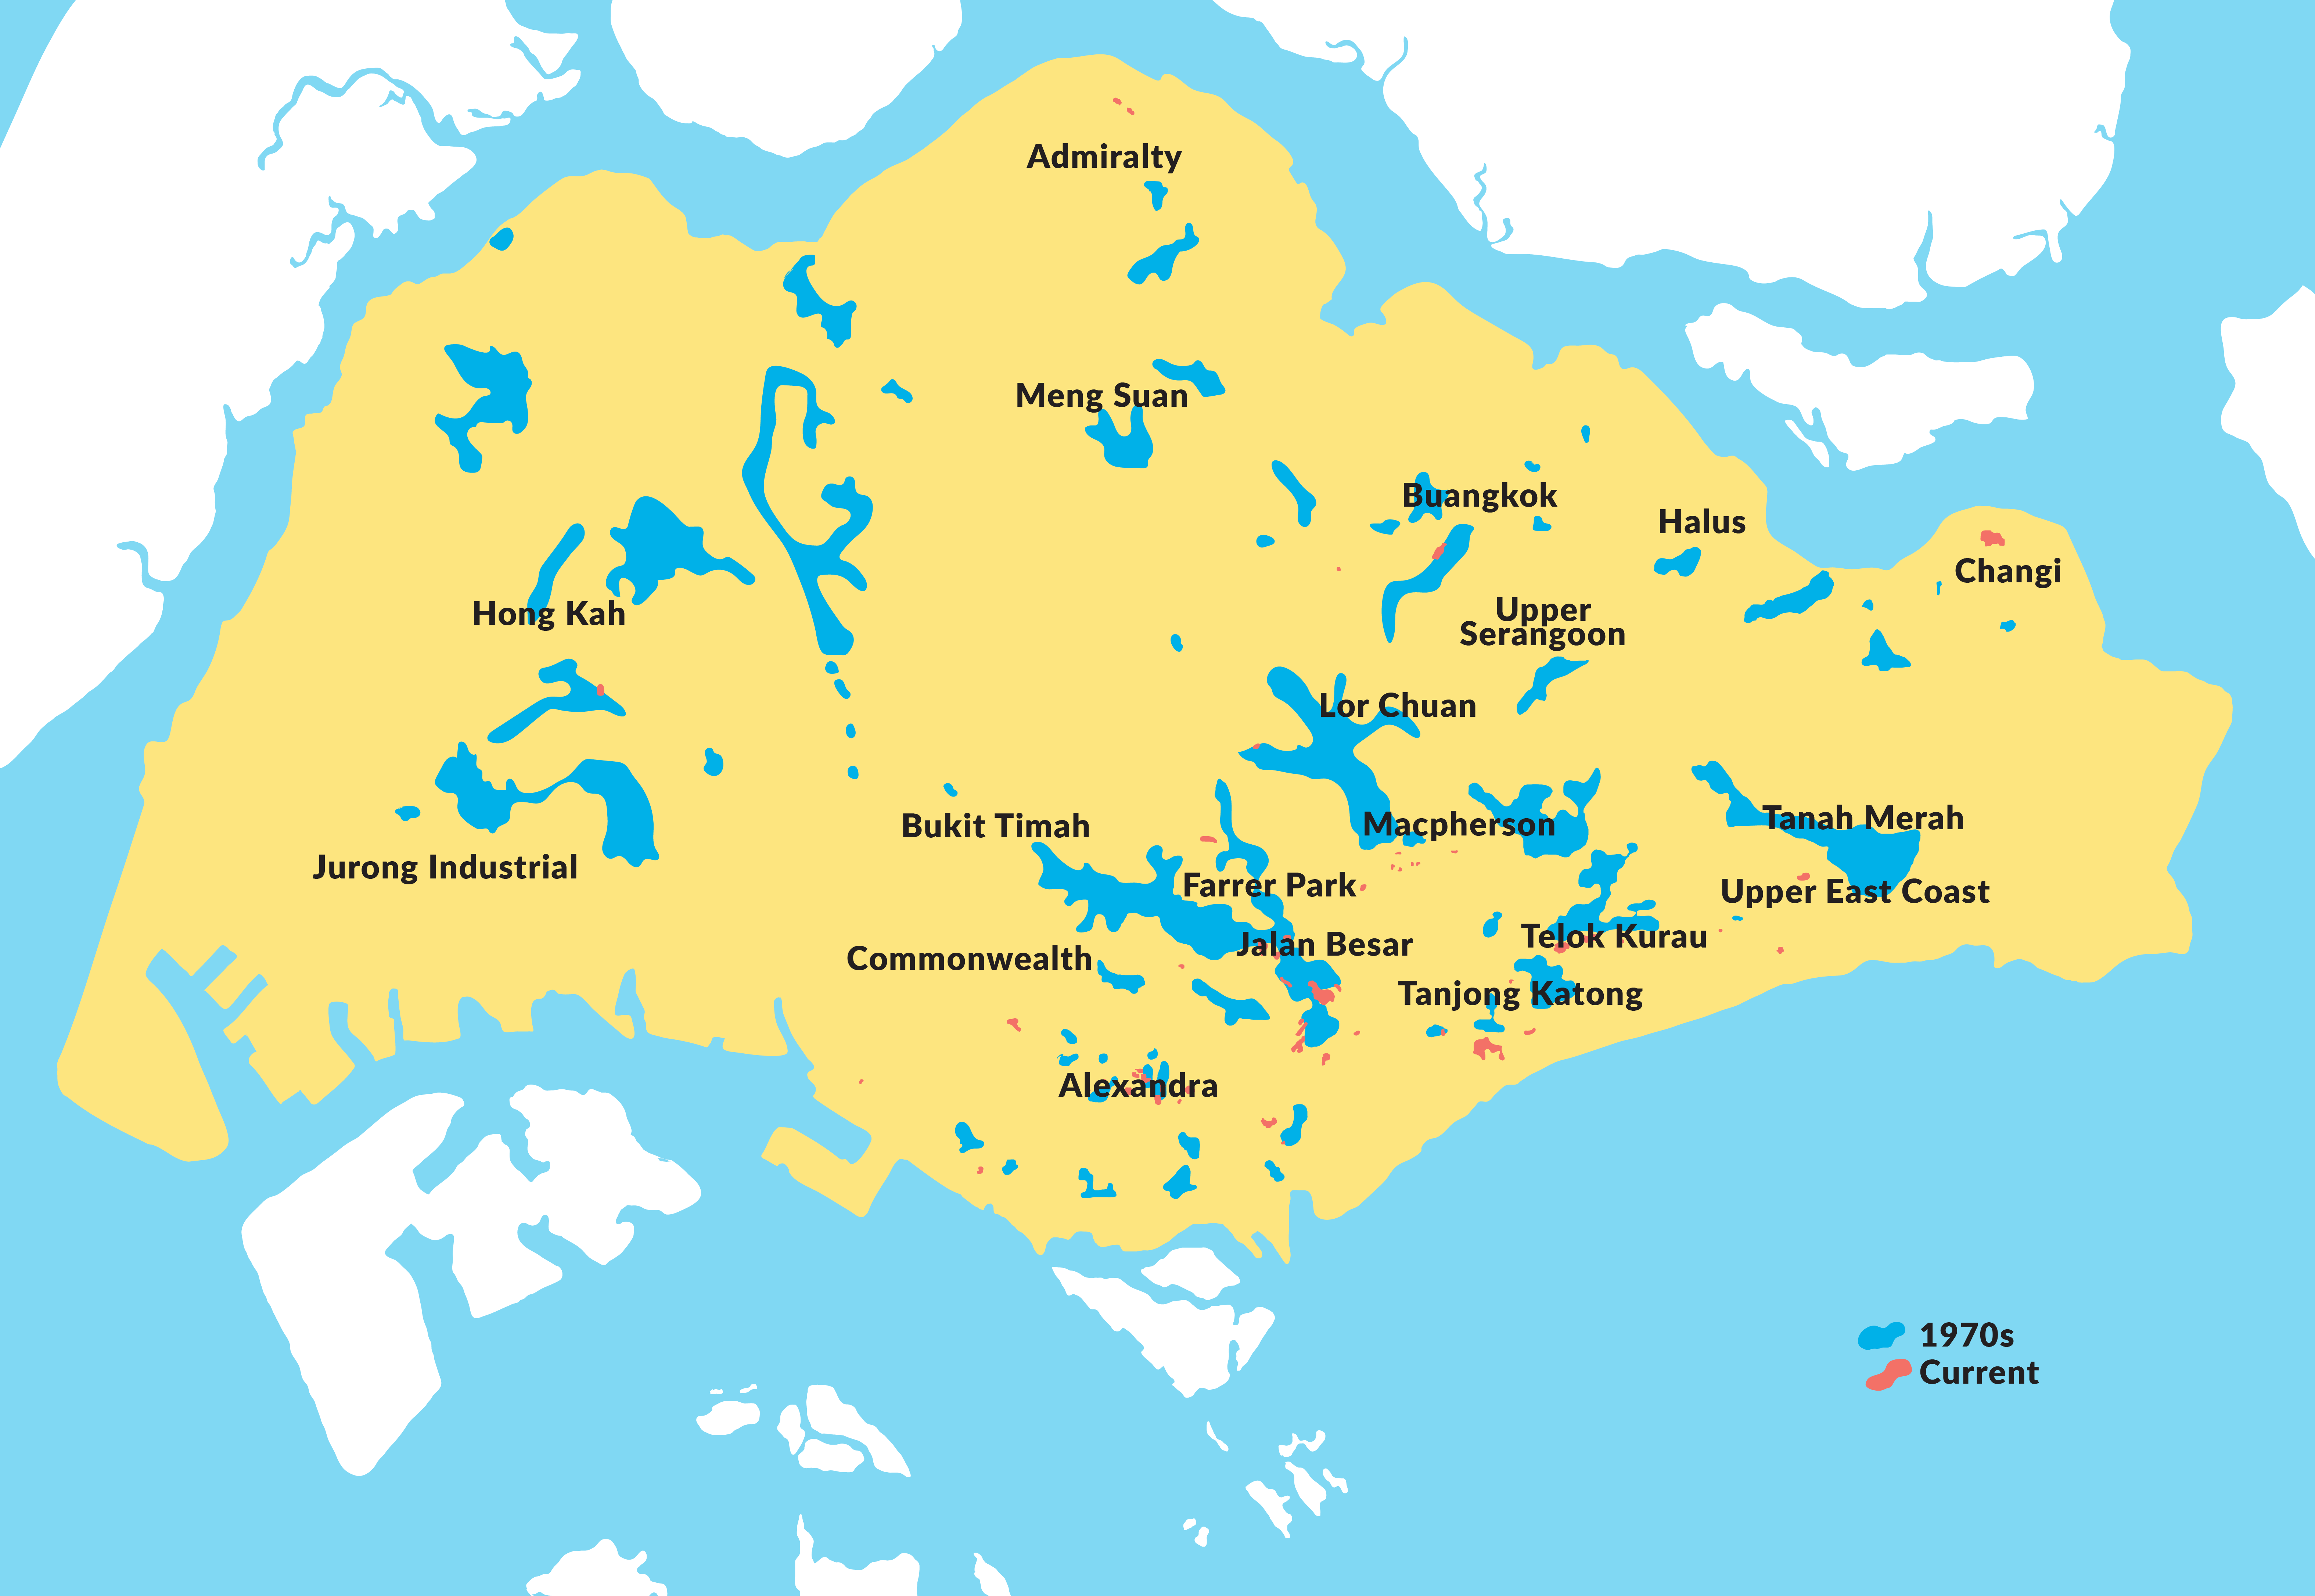 Admiralty
Meng Suan
Buangkok
Halus
Changi
Hong Kah
Upper
Serangoon
Lor Chuan
Bukit Timah
Macpherson
Tanah Merah
Jurong Industrial
Farrer Park
Upper East Coast
Commonwealth
Jalan Besar
Telok Kurau
Tanjong Katong
Alexandra
1970s
Current